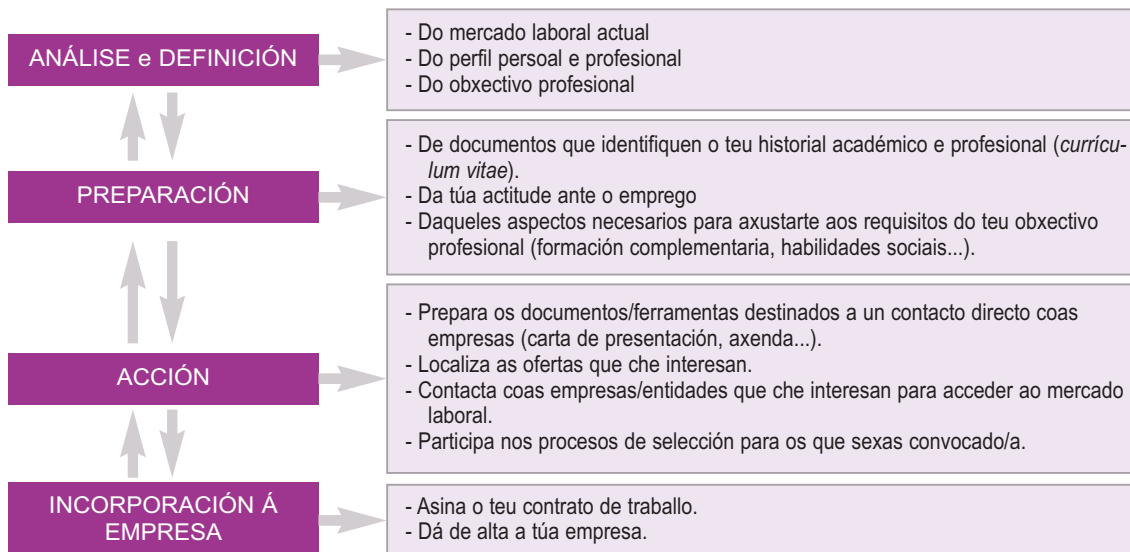 ANÁLISE e DEFINICIÓN
- Do mercado laboral actual
- Do perfil persoal e profesional
- Do obxectivo profesional
PREPARACIÓN
- De documentos que identifiquen o teu historial académico e profesional (currícu-
lum vitae).
- Da túa actitude ante o emprego
- Daqueles aspectos necesarios para axustarte aos requisitos do teu obxectivo
profesional (formación complementaria, habilidades sociais...).
ACCIÓN
- Prepara os documentos/ferramentas destinados a un contacto directo coas
empresas (carta de presentación, axenda...).
- Localiza as ofertas que che interesan.
- Contacta coas empresas/entidades que che interesan para acceder ao mercado
laboral.
- Participa nos procesos de selección para os que sexas convocado/a.
INCORPORACIÓN Á
EMPRESA
- Asina o teu contrato de traballo.
- Dá de alta a túa empresa.